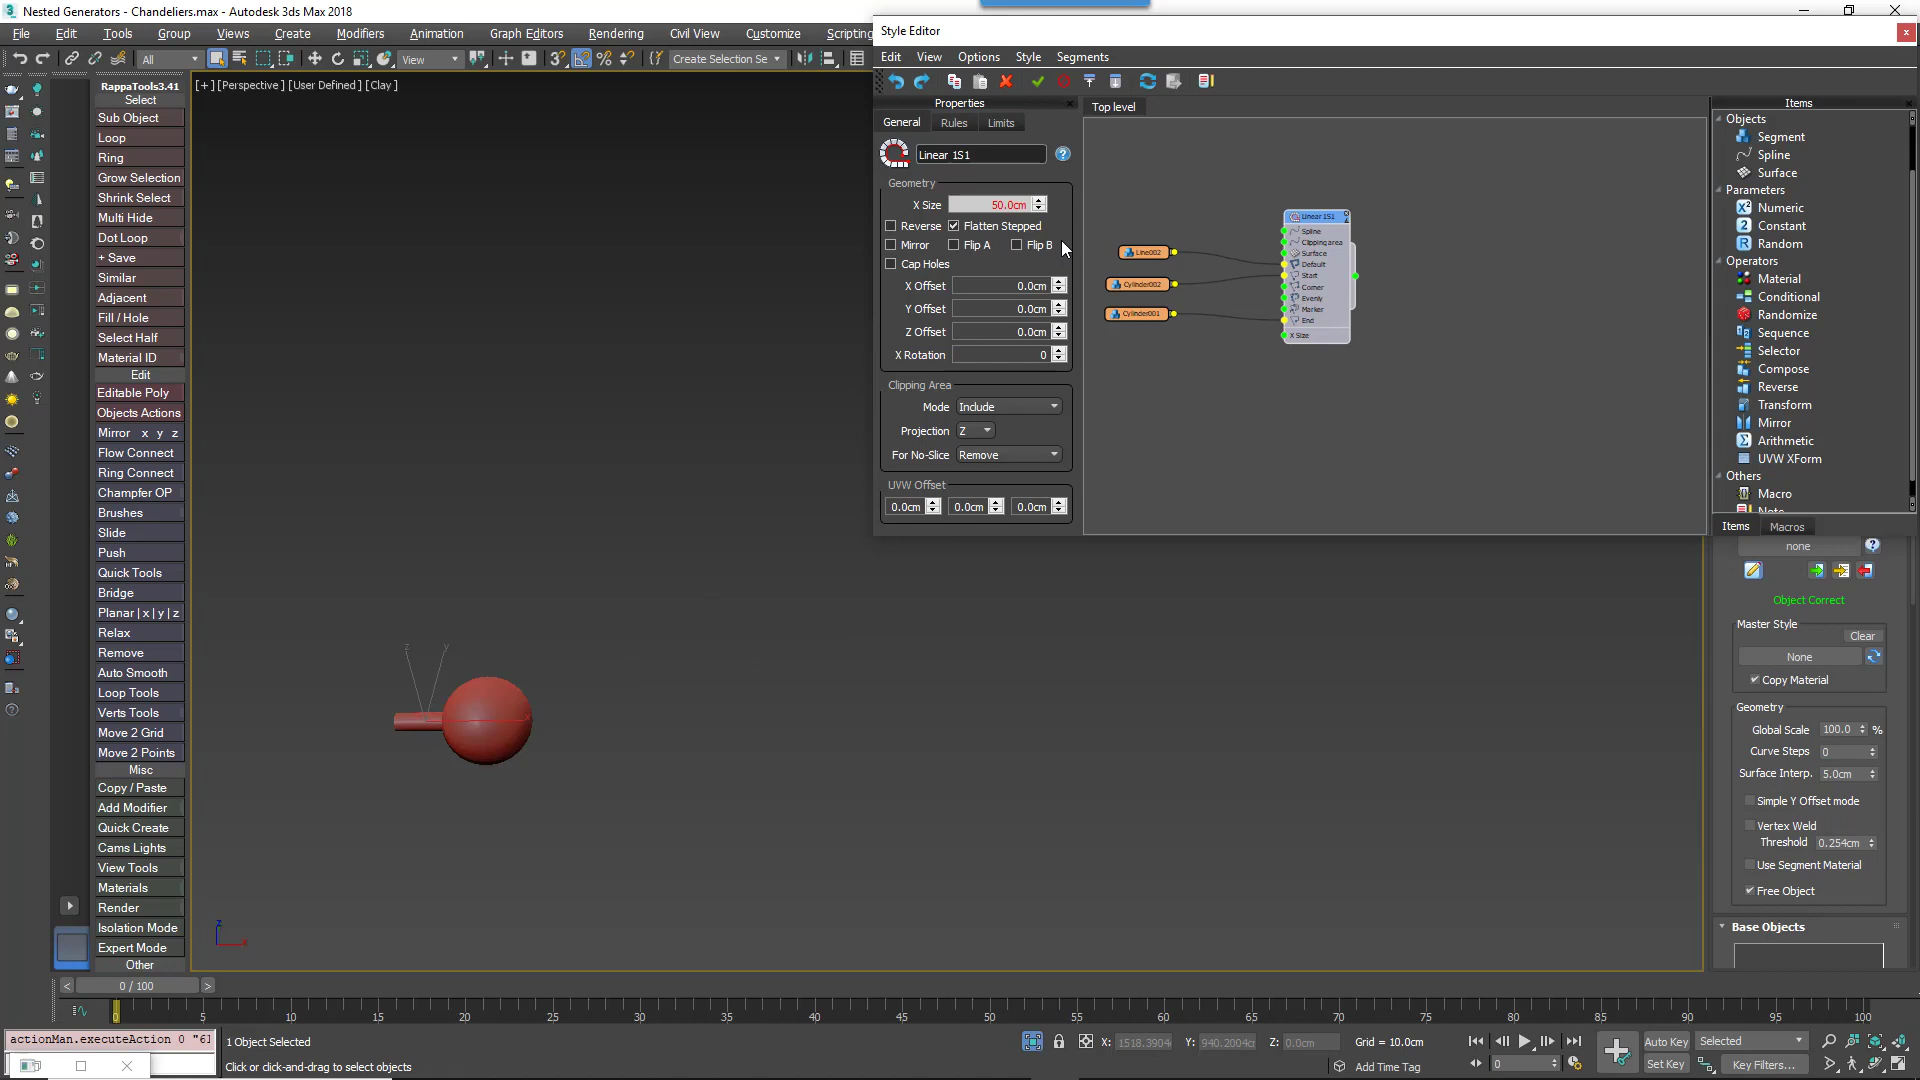 Nested Generators - Chandeliers.max - Autodesk 3ds Max 2018
File Edit Tools Group Views Create Modifiers Animation Graph Editors Rendering Civil View Customize Scripting
All View Create Selection Se
[+] [Perspective] [User Defined] [Clay]
RappaTools3.41
Select
Sub Object
Loop
Ring
Grow Selection
Shrink Select
Multi Hide
Dot Loop
+ Save
Similar
Adjacent
Fill / Hole
Select Half
Material ID
Edit
Editable Poly
Objects Actions
Mirror x y z
Flow Connect
Ring Connect
Champfer OP
Brushes
Slide
Push
Quick Tools
Bridge
Planar | x | y | z
Relax
Remove
Auto Smooth
Loop Tools
Verts Tools
Move 2 Grid
Move 2 Points
Misc
Copy / Paste
Add Modifier
Quick Create
Cams Lights
View Tools
Materials
Render
Isolation Mode
Expert Mode
Other
Style Editor
Edit View Options Style Segments
Properties
General Rules Limits
Linear 1S1
Geometry
X Size 50.0cm
Reverse Flatten Stepped
Mirror Flip A Flip B
Cap Holes
X Offset 0.0cm
Y Offset 0.0cm
Z Offset 0.0cm
X Rotation 0
Clipping Area
Mode Include
Projection Z
For No-Slice Remove
UVW Offset
0.0cm 0.0cm 0.0cm
Top level
Line002
Cylinder002
Cylinder001
Linear 1S1
Spline
Clipping area
Surface
Default
Start
Corner
Evenly
Marker
End
X Size
Items
Objects
Segment
Spline
Surface
Parameters
Numeric
Constant
Random
Operators
Material
Conditional
Randomize
Sequence
Selector
Compose
Reverse
Transform
Mirror
Arithmetic
UVW XForm
Others
Macro
Note
Items Macros
none
Object Correct
Master Style
Clear
None
Copy Material
Geometry
Global Scale 100.0 %
Curve Steps 0
Surface Interp. 5.0cm
Simple Y Offset mode
Vertex Weld
Threshold 0.254cm
Use Segment Material
Free Object
Base Objects
z y x
z x
< 0 / 100 >
0 5 10 15 20 25 30 35 40 45 50 55 60 65 70 75 80 85 90 95 100
actionMan.executeAction 0 "61
1 Object Selected
Click or click-and-drag to select objects
X: 1518.3904 Y: 940.2004c Z: 0.0cm Grid = 10.0cm
Add Time Tag
0
Auto Key Selected
Set Key Key Filters...